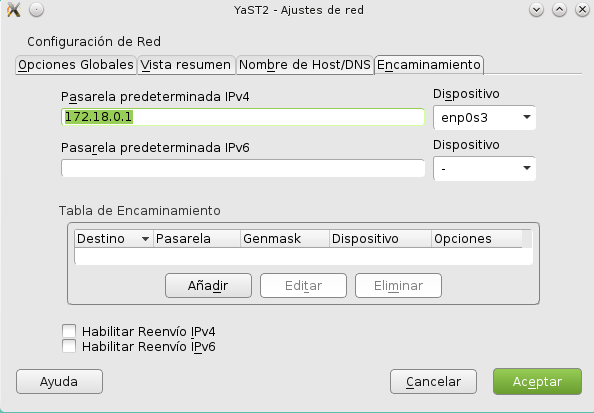 YaST2 - Ajustes de red
Configuración de Red
Opciones Globales Vista resumen Nombre de Host/DNS Encaminamiento
Pasarela predeterminada IPv4 Dispositivo
172.18.0.1 enp0s3
Pasarela predeterminada IPv6 Dispositivo
-
Tabla de Encaminamiento
Destino Pasarela Genmask Dispositivo Opciones
Añadir Editar Eliminar
Habilitar Reenvío IPv4
Habilitar Reenvío IPv6
Ayuda Cancelar Aceptar